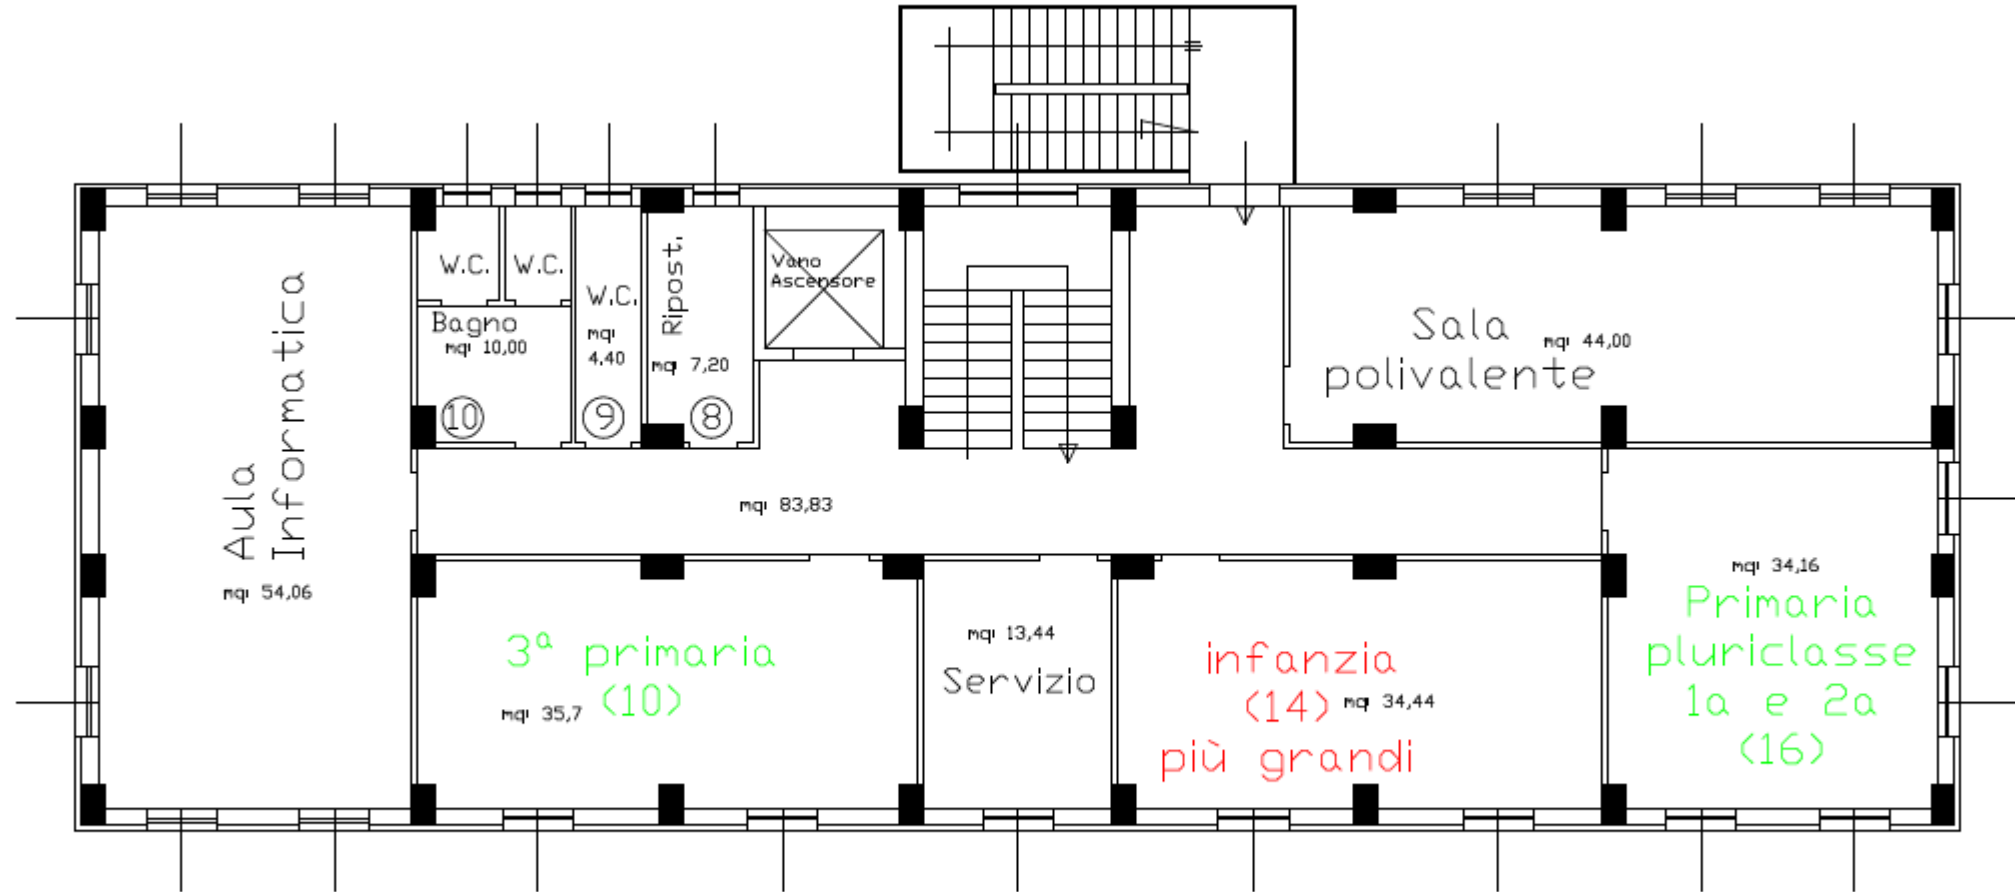 Aula
Informatica
mq. 54,06
W.C.
W.C.
Bagno
mq. 10,00
10
W.C.
mq.
4,40
9
Ripost.
mq. 7,20
8
Vano
Ascensore
Sala
polivalente
mq. 44,00
mq. 83,83
3ª primaria
(10)
mq. 35,7
mq. 13,44
Servizio
infanzia
(14)
mq. 34,44
più grandi
mq. 34,16
Primaria
pluriclasse
1a e 2a
(16)